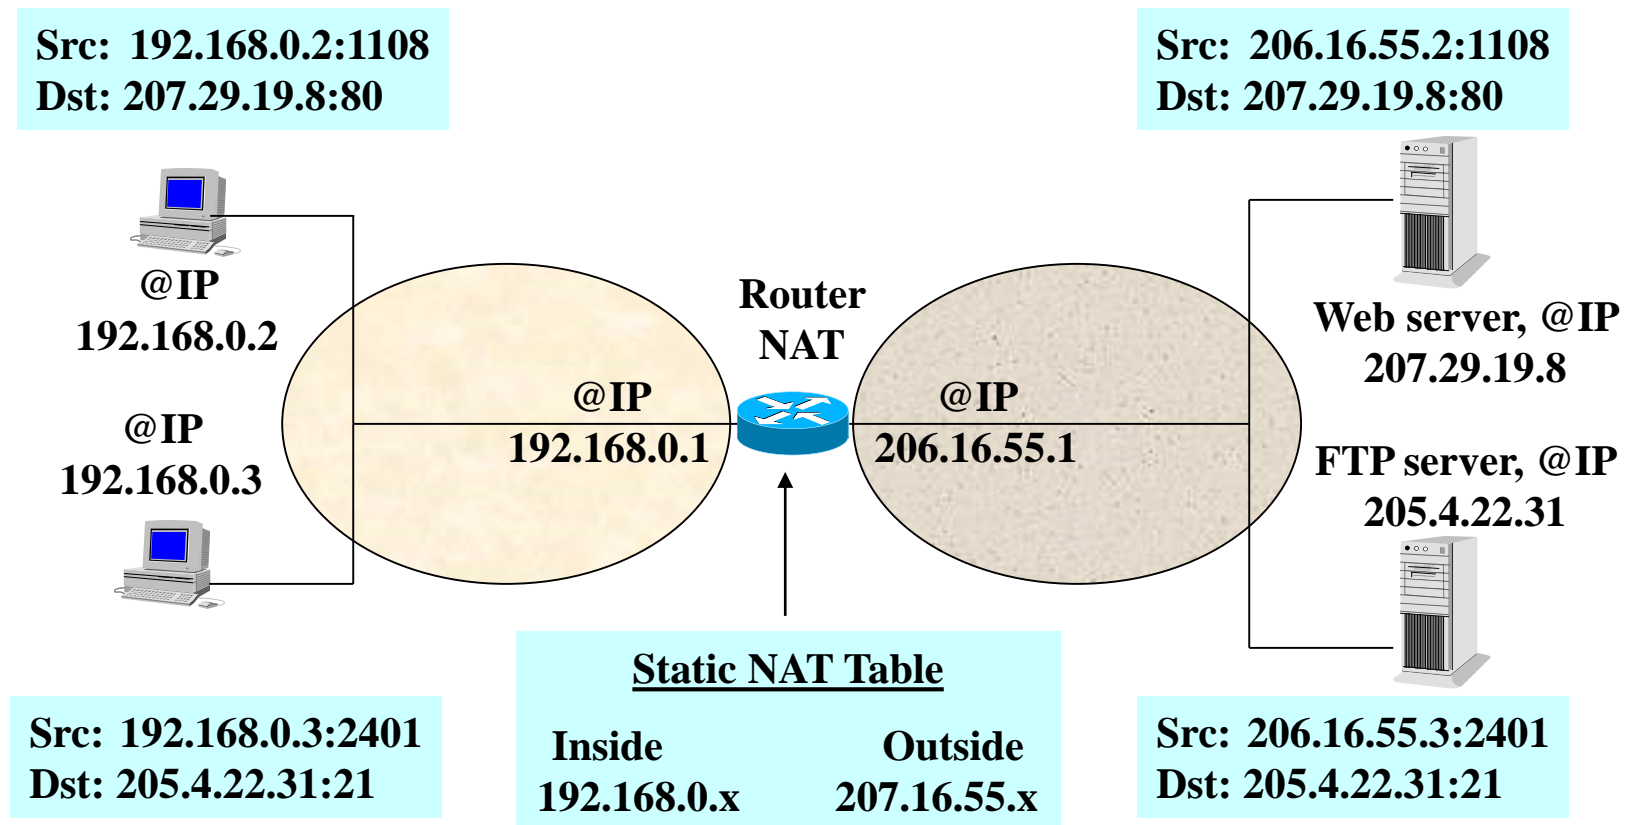 Src: 192.168.0.2:1108
Dst: 207.29.19.8:80
Src: 206.16.55.2:1108
Dst: 207.29.19.8:80
@IP
192.168.0.2
Router
NAT
Web server, @IP
207.29.19.8
@IP
192.168.0.1
@IP
206.16.55.1
@IP
192.168.0.3
FTP server, @IP
205.4.22.31
Static NAT Table
Inside Outside
192.168.0.x 207.16.55.x
Src: 192.168.0.3:2401
Dst: 205.4.22.31:21
Src: 206.16.55.3:2401
Dst: 205.4.22.31:21